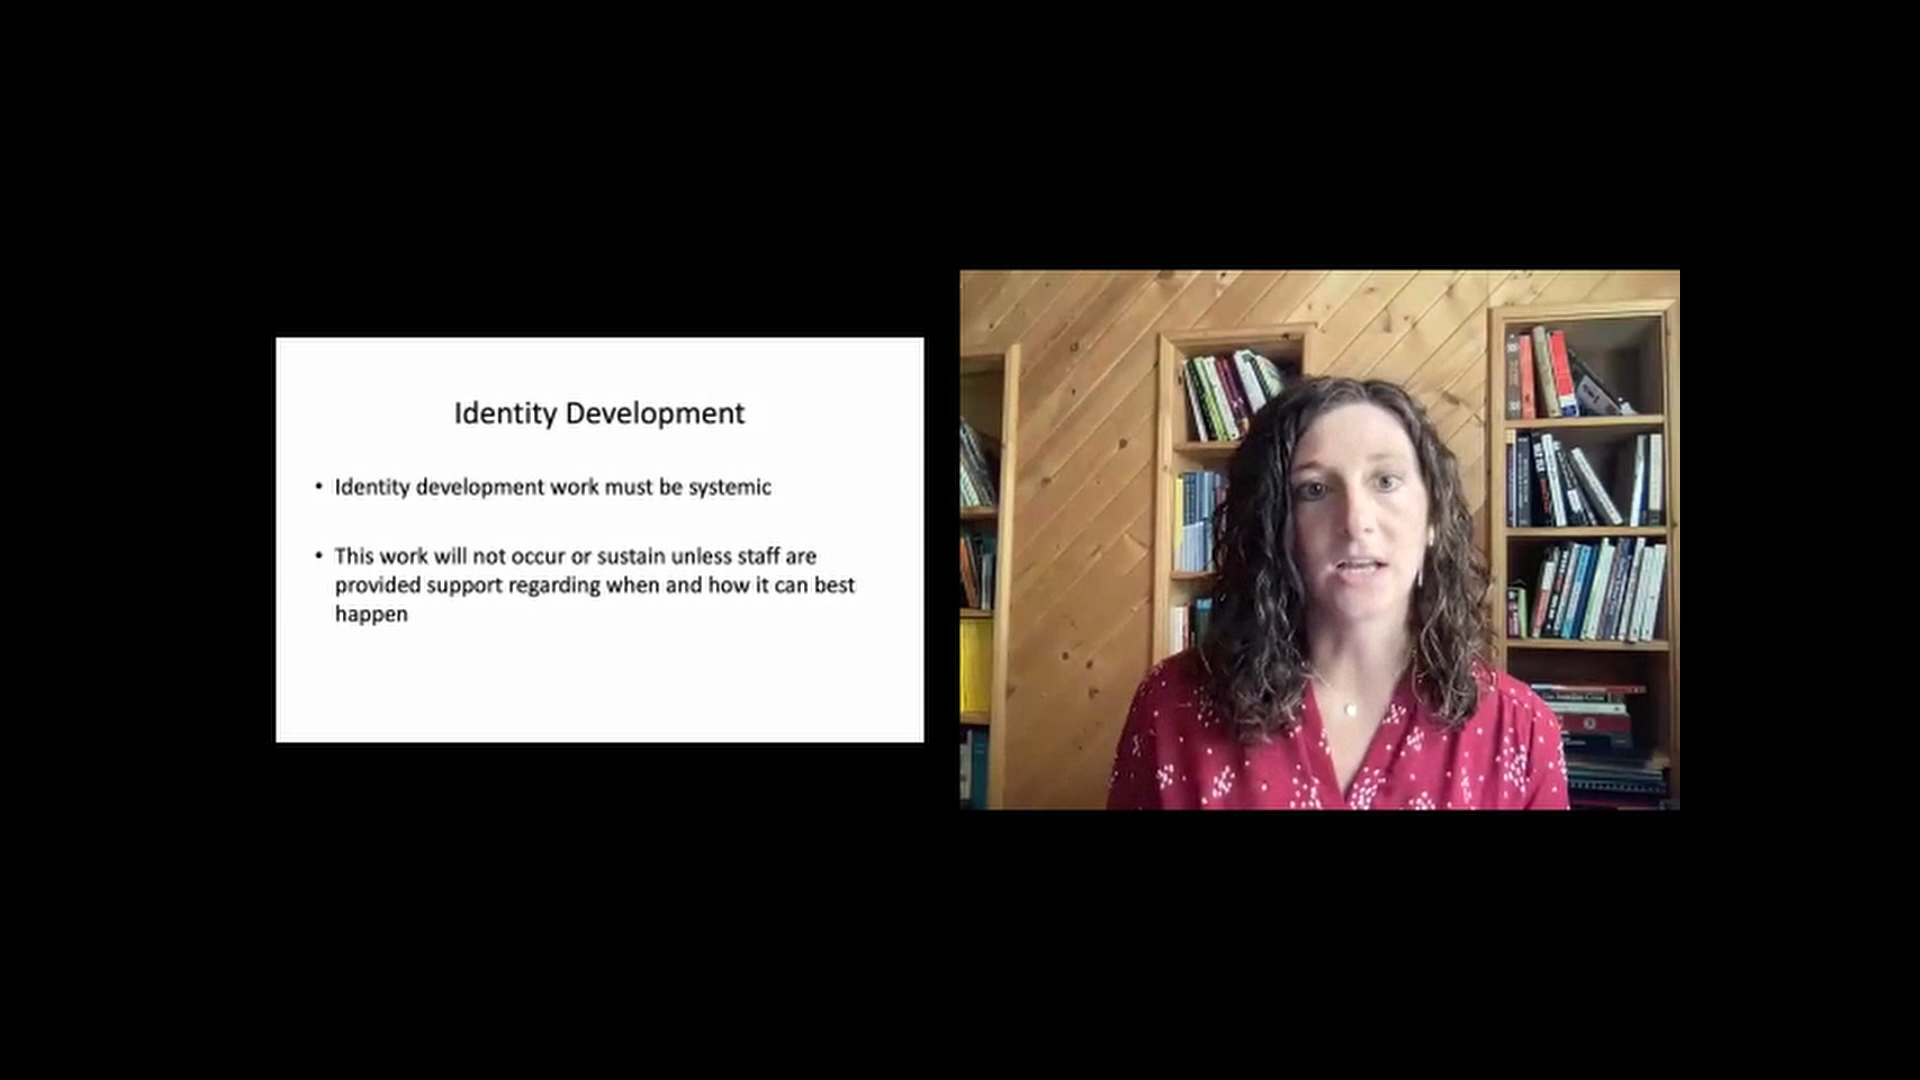 Identity Development
• Identity development work must be systemic
• This work will not occur or sustain unless staff are
provided support regarding when and how it can best
happen